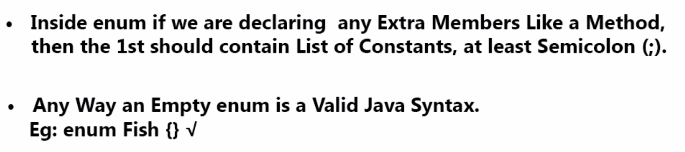 • Inside enum if we are declaring any Extra Members Like a Method,
then the 1st should contain List of Constants, at least Semicolon (;).
• Any Way an Empty enum is a Valid Java Syntax.
Eg: enum Fish {} √